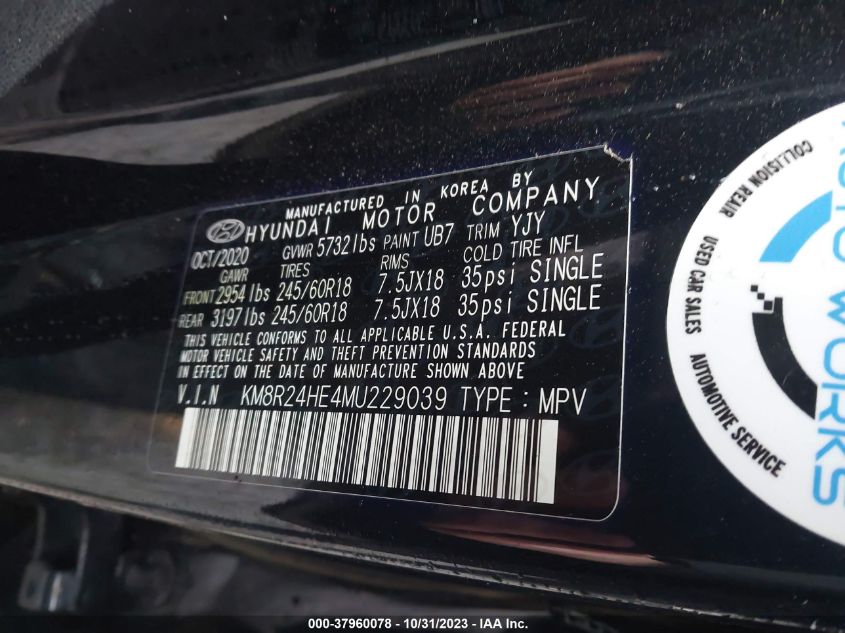 MANUFACTURED IN KOREA BY
HYUNDAI MOTOR COMPANY
OCT/2020 GVWR 5732lbs PAINT UB7 TRIM YJY
GAWR TIRES RIMS COLD TIRE INFL
FRONT 2954lbs 245/60R18 7.5JX18 35psi SINGLE
REAR 3197lbs 245/60R18 7.5JX18 35psi SINGLE
THIS VEHICLE CONFORMS TO ALL APPLICABLE U.S.A. FEDERAL
MOTOR VEHICLE SAFETY AND THEFT PREVENTION STANDARDS
IN EFFECT ON THE DATE OF MANUFACTURE SHOWN ABOVE
V.I.N KM8R24HE4MU229039 TYPE : MPV
COLLISION REAIR
USED CAR SALES
AUTOMOTIVE SERVICE
WORKS
000-37960078 - 10/31/2023 - © IAA, Inc.